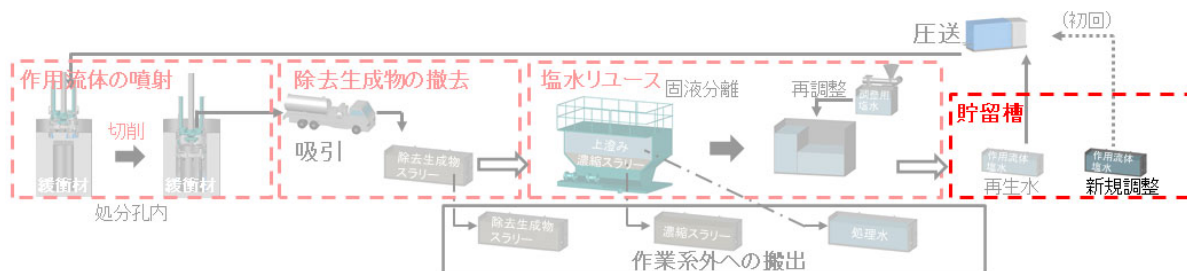 圧送
(初回)
作用流体の噴射
除去生成物の撤去
塩水リユース
固液分離
再調整
調整用
塩水
貯留槽
切削
吸引
上澄み
濃縮スラリー
除去生成物
スラリー
作用流体
塩水
作用流体
塩水
緩衝材
緩衝材
再生水
新規調整
処分孔内
除去生成物
スラリー
濃縮スラリー
処理水
作業系外への搬出